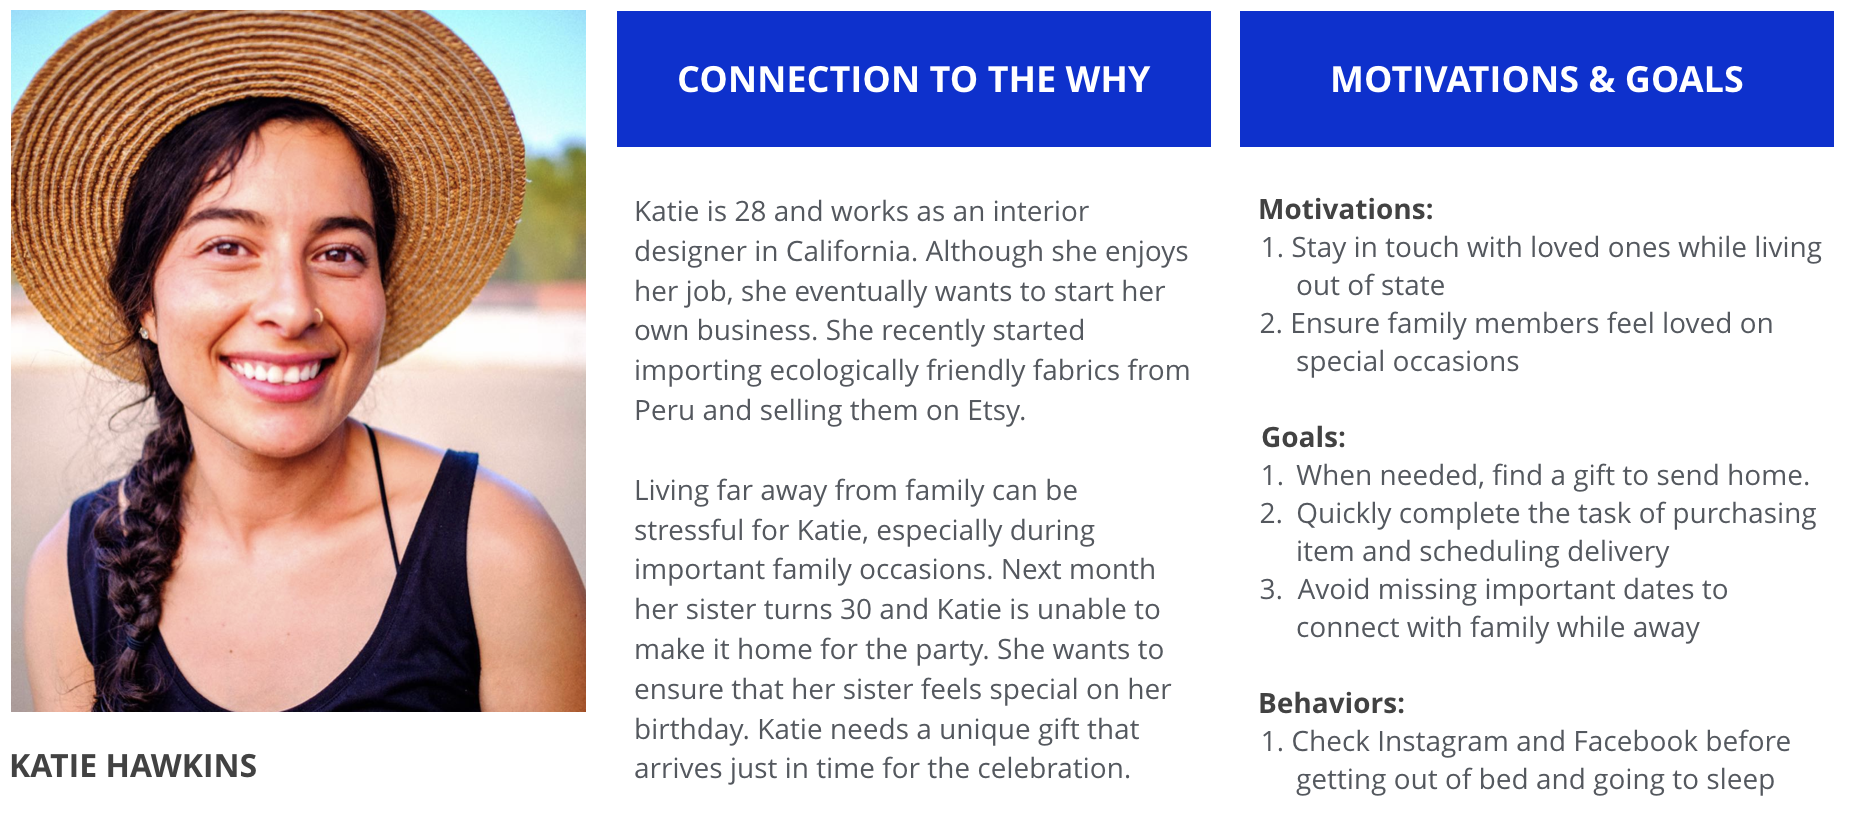 KATIE HAWKINS
CONNECTION TO THE WHY
Katie is 28 and works as an interior
designer in California. Although she enjoys
her job, she eventually wants to start her
own business. She recently started
importing ecologically friendly fabrics from
Peru and selling them on Etsy.
Living far away from family can be
stressful for Katie, especially during
important family occasions. Next month
her sister turns 30 and Katie is unable to
make it home for the party. She wants to
ensure that her sister feels special on her
birthday. Katie needs a unique gift that
arrives just in time for the celebration.
MOTIVATIONS & GOALS
Motivations:
1. Stay in touch with loved ones while living
out of state
2. Ensure family members feel loved on
special occasions
Goals:
1. When needed, find a gift to send home.
2. Quickly complete the task of purchasing
item and scheduling delivery
3. Avoid missing important dates to
connect with family while away
Behaviors:
1. Check Instagram and Facebook before
getting out of bed and going to sleep